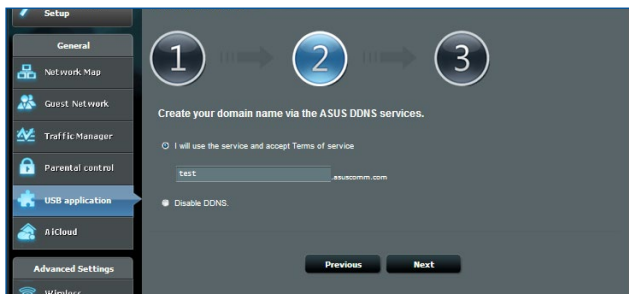 Setup
General
Network Map
Guest Network
Traffic Manager
Parental control
USB application
AiCloud
Advanced Settings
Wireless
1
2
3
Create your domain name via the ASUS DDNS services.
I will use the service and accept Terms of service
test .asuscomm.com
Disable DDNS.
Previous Next